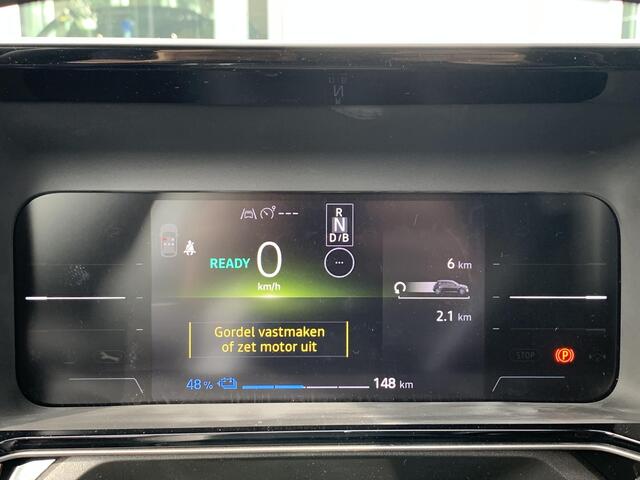 ---
R
N
D/B
READY
0
km/h
...
6 km
2.1 km
Gordel vastmaken
of zet motor uit
STOP
P
48 %
148 km